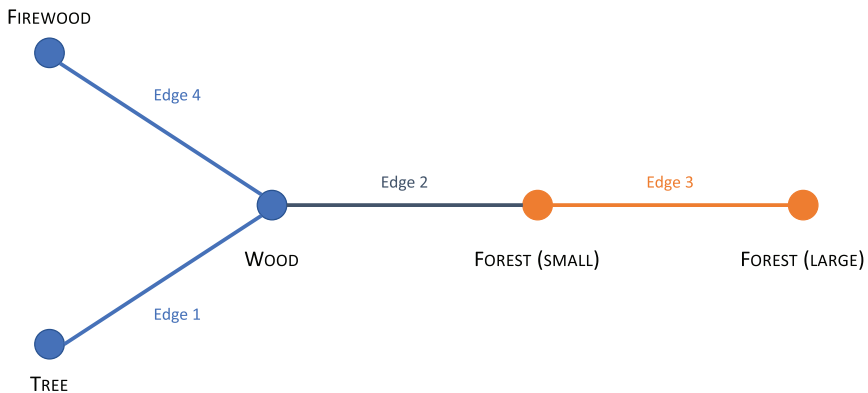 FIREWOOD
Edge 4
Edge 2
Edge 3
WOOD
FOREST (SMALL)
FOREST (LARGE)
Edge 1
TREE